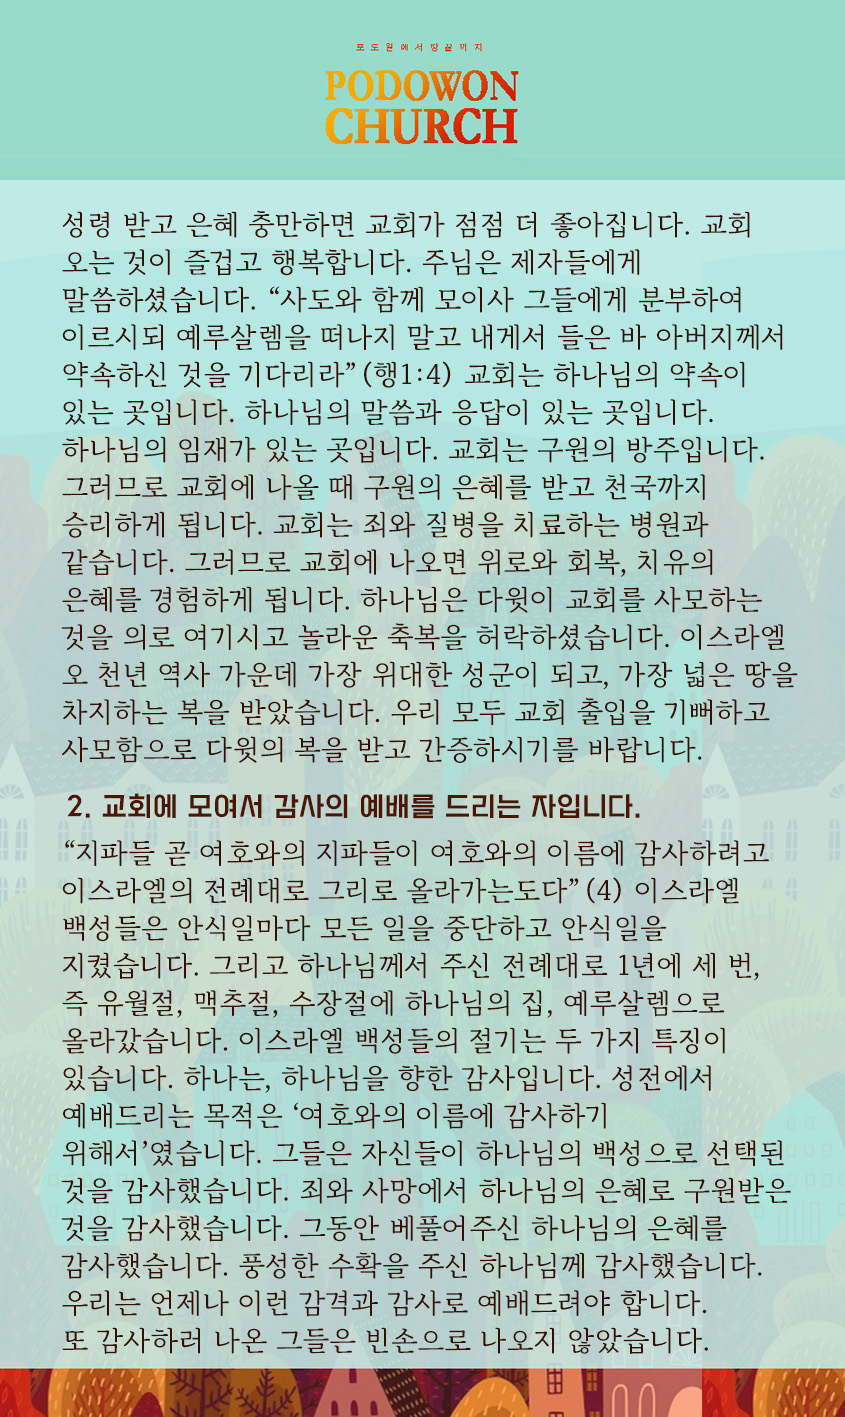 포도원에서땅끝까지
PODOWON
CHURCH
성령 받고 은혜 충만하면 교회가 점점 더 좋아집니다. 교회
오는 것이 즐겁고 행복합니다. 주님은 제자들에게
말씀하셨습니다. “사도와 함께 모이사 그들에게 분부하여
이르시되 예루살렘을 떠나지 말고 내게서 들은 바 아버지께서
약속하신 것을 기다리라”(행1:4) 교회는 하나님의 약속이
있는 곳입니다. 하나님의 말씀과 응답이 있는 곳입니다.
하나님의 임재가 있는 곳입니다. 교회는 구원의 방주입니다.
그러므로 교회에 나올 때 구원의 은혜를 받고 천국까지
승리하게 됩니다. 교회는 죄와 질병을 치료하는 병원과
같습니다. 그러므로 교회에 나오면 위로와 회복, 치유의
은혜를 경험하게 됩니다. 하나님은 다윗이 교회를 사모하는
것을 의로 여기시고 놀라운 축복을 허락하셨습니다. 이스라엘
오 천년 역사 가운데 가장 위대한 성군이 되고, 가장 넓은 땅을
차지하는 복을 받았습니다. 우리 모두 교회 출입을 기뻐하고
사모함으로 다윗의 복을 받고 간증하시기를 바랍니다.
2. 교회에 모여서 감사의 예배를 드리는 자입니다.
“지파들 곧 여호와의 지파들이 여호와의 이름에 감사하려고
이스라엘의 전례대로 그리로 올라가는도다”(4) 이스라엘
백성들은 안식일마다 모든 일을 중단하고 안식일을
지켰습니다. 그리고 하나님께서 주신 전례대로 1년에 세 번,
즉 유월절, 맥추절, 수장절에 하나님의 집, 예루살렘으로
올라갔습니다. 이스라엘 백성들의 절기는 두 가지 특징이
있습니다. 하나는, 하나님을 향한 감사입니다. 성전에서
예배드리는 목적은 ‘여호와의 이름에 감사하기
위해서’였습니다. 그들은 자신들이 하나님의 백성으로 선택된
것을 감사했습니다. 죄와 사망에서 하나님의 은혜로 구원받은
것을 감사했습니다. 그동안 베풀어주신 하나님의 은혜를
감사했습니다. 풍성한 수확을 주신 하나님께 감사했습니다.
우리는 언제나 이런 감격과 감사로 예배드려야 합니다.
또 감사하러 나온 그들은 빈손으로 나오지 않았습니다.